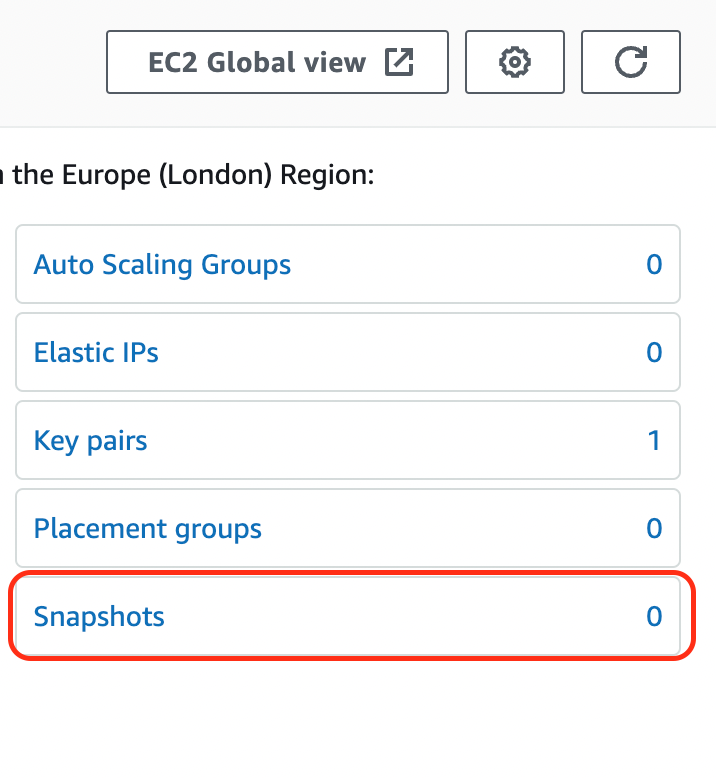 EC2 Global view
the Europe (London) Region:
Auto Scaling Groups 0
Elastic IPs 0
Key pairs 1
Placement groups 0
Snapshots 0